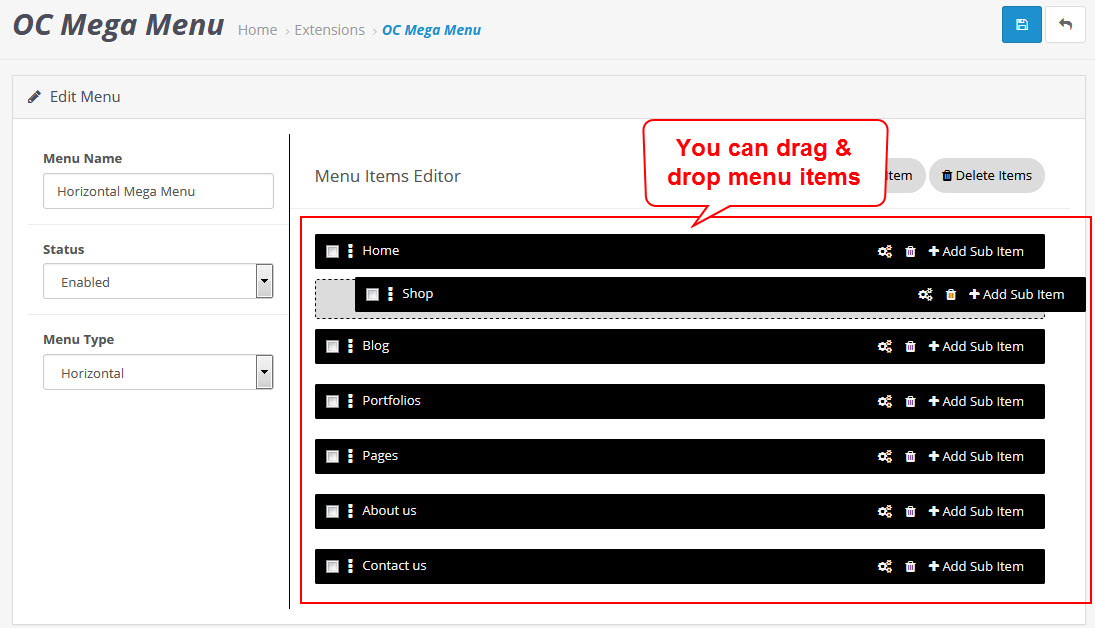 OC Mega Menu Home › Extensions › OC Mega Menu
Edit Menu
Menu Name
Horizontal Mega Menu
Status
Enabled
Menu Type
Horizontal
You can drag &
drop menu items
Menu Items Editor
Delete Items
Home Add Sub Item
Shop Add Sub Item
Blog Add Sub Item
Portfolios Add Sub Item
Pages Add Sub Item
About us Add Sub Item
Contact us Add Sub Item